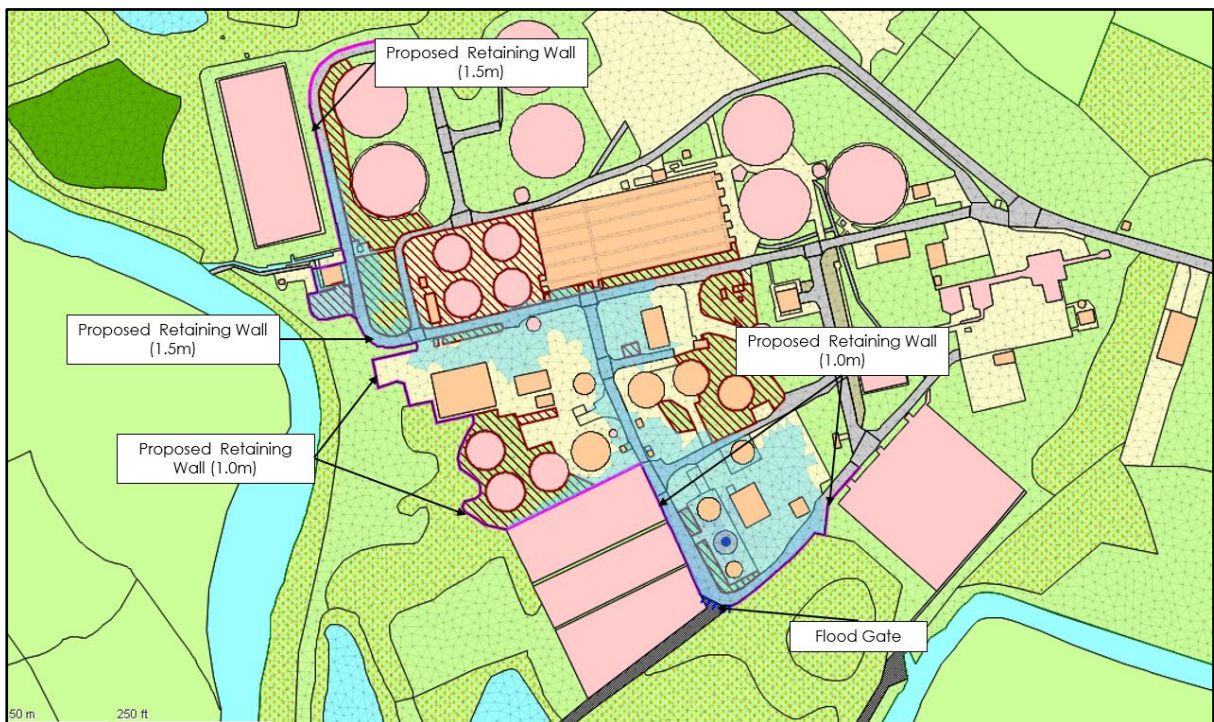 Proposed Retaining Wall
(1.5m)
Proposed Retaining Wall
(1.5m)
Proposed Retaining Wall
(1.0m)
Proposed Retaining
Wall (1.0m)
Flood Gate
50 m
250 ft